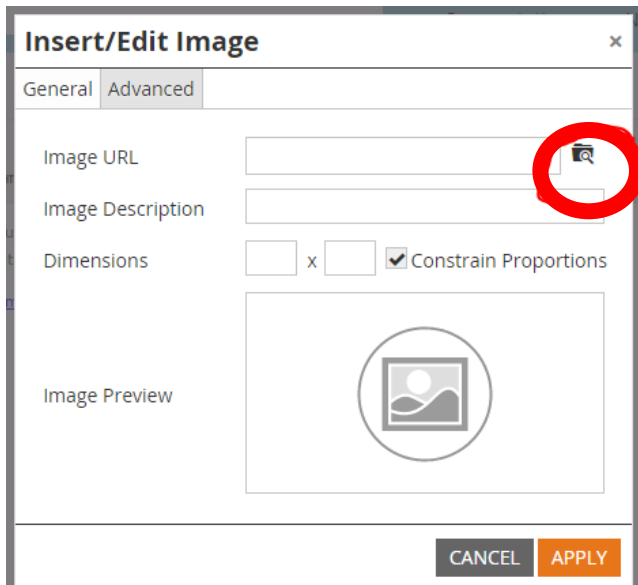 Insert/Edit Image ×
General Advanced
Image URL
Image Description
Dimensions x Constrain Proportions
Image Preview
CANCEL APPLY